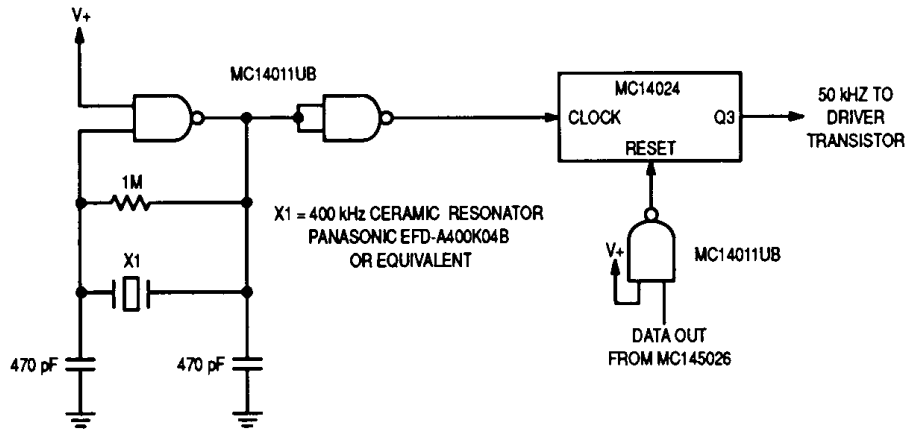 V+
MC14011UB
MC14024
CLOCK
Q3
RESET
50 kHZ TO
DRIVER
TRANSISTOR
1M
X1 = 400 kHz CERAMIC RESONATOR
PANASONIC EFD-A400K04B
OR EQUIVALENT
X1
V+
MC14011UB
DATA OUT
FROM MC145026
470 pF
470 pF